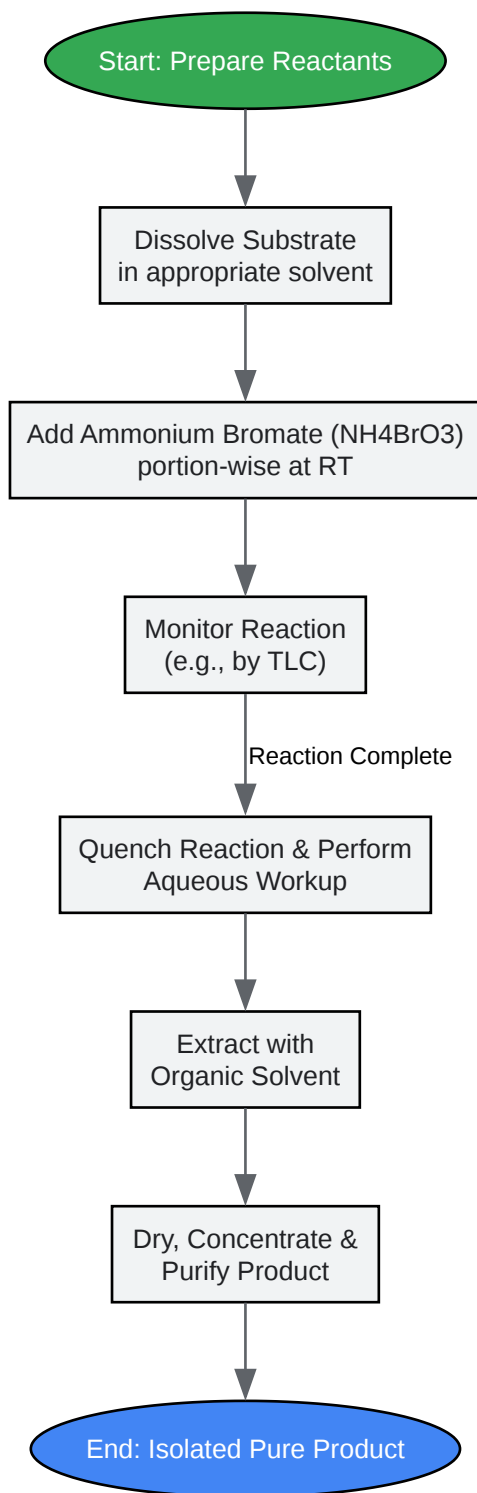 Start: Prepare Reactants
Dissolve Substrate
in appropriate solvent
Add Ammonium Bromate (NH4BrO3)
portion-wise at RT
Monitor Reaction
(e.g., by TLC)
Reaction Complete
Quench Reaction & Perform
Aqueous Workup
Extract with
Organic Solvent
Dry, Concentrate &
Purify Product
End: Isolated Pure Product